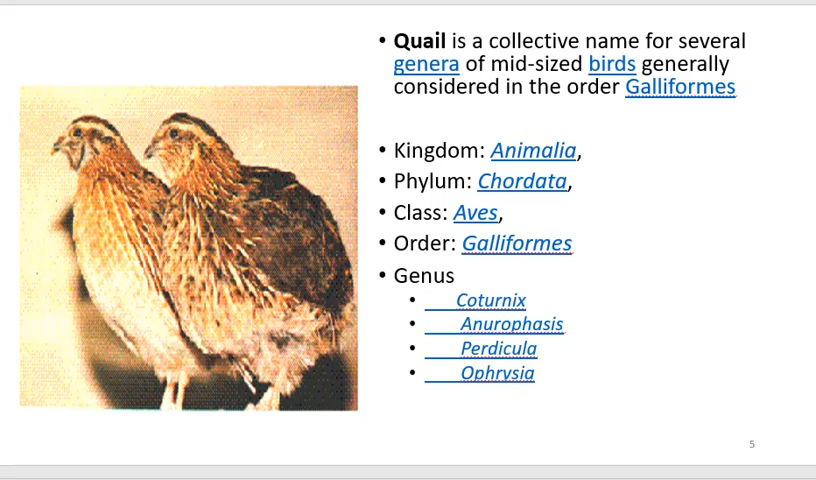 • Quail is a collective name for several
genera of mid-sized birds generally
considered in the order Galliformes
• Kingdom: Animalia,
• Phylum: Chordata,
• Class: Aves,
• Order: Galliformes
• Genus
• Coturnix
• Anurophasis
• Perdicula
• Ophrysia
5